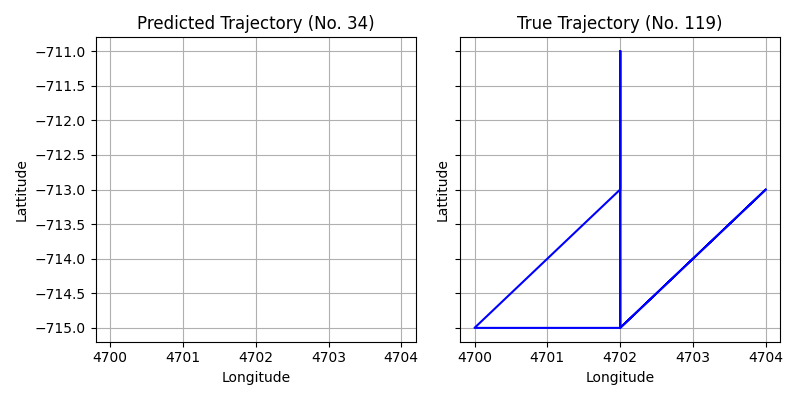 Predicted Trajectory (No. 34)
Lattitude
−711.0
−711.5
−712.0
−712.5
−713.0
−713.5
−714.0
−714.5
−715.0
4700 4701 4702 4703 4704
Longitude
True Trajectory (No. 119)
Lattitude
4700 4701 4702 4703 4704
Longitude